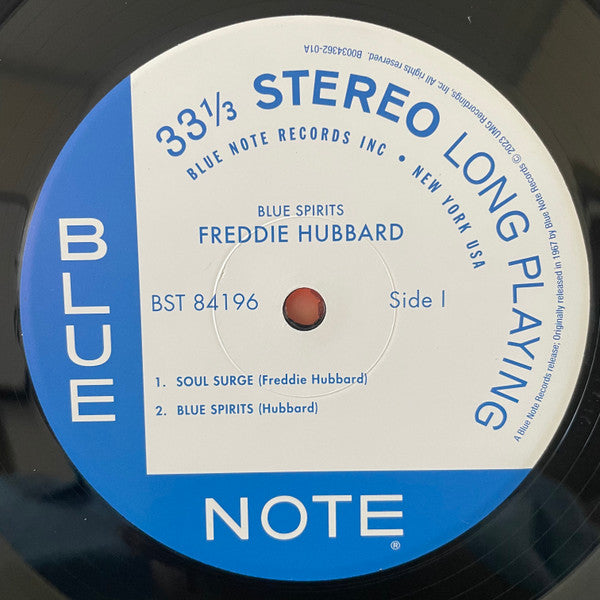 33⅓ STEREO LONG PLAYING
BLUE NOTE RECORDS INC • NEW YORK USA
BLUE SPIRITS
FREDDIE HUBBARD
BST 84196
Side I
1. SOUL SURGE (Freddie Hubbard)
2. BLUE SPIRITS (Hubbard)
BLUE
NOTE®
A Blue Note Records release; Originally released in 1967 by Blue Note Records © 2023 UMG Recordings, Inc. All rights reserved. B0034362-01A